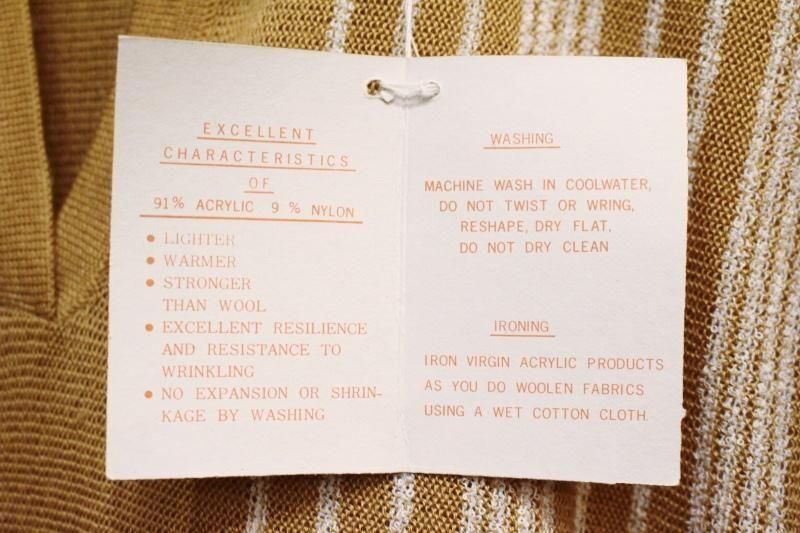 EXCELLENT
CHARACTERISTICS
OF
91% ACRYLIC 9 % NYLON
• LIGHTER
• WARMER
• STRONGER
THAN WOOL
• EXCELLENT RESILIENCE
AND RESISTANCE TO
WRINKLING
• NO EXPANSION OR SHRIN-
KAGE BY WASHING
WASHING
MACHINE WASH IN COOLWATER,
DO NOT TWIST OR WRING,
RESHAPE, DRY FLAT,
DO NOT DRY CLEAN
IRONING
IRON VIRGIN ACRYLIC PRODUCTS
AS YOU DO WOOLEN FABRICS
USING A WET COTTON CLOTH.